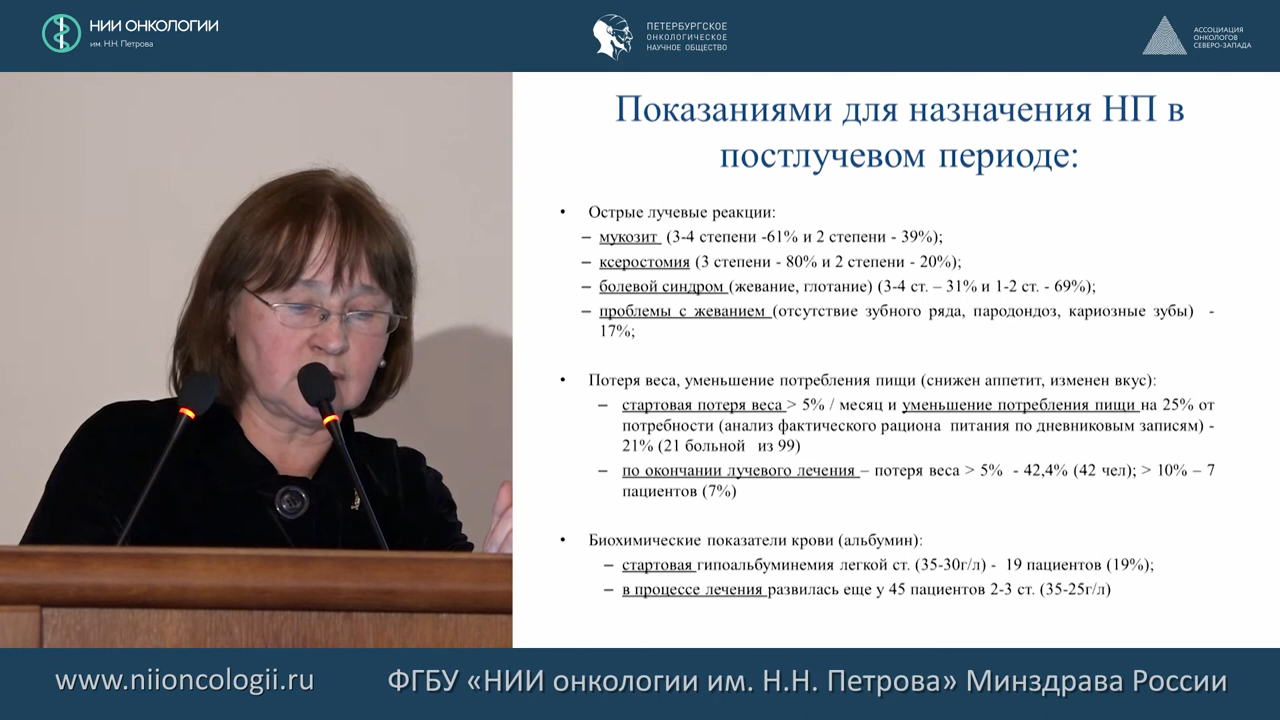 НИИ ОНКОЛОГИИ
им. Н.Н. Петрова
ПЕТЕРБУРГСКОЕ
ОНКОЛОГИЧЕСКОЕ
НАУЧНОЕ ОБЩЕСТВО
АССОЦИАЦИЯ
ОНКОЛОГОВ
СЕВЕРО-ЗАПАДА
Показаниями для назначения НП в
постлучевом периоде:
• Острые лучевые реакции:
– мукозит (3-4 степени -61% и 2 степени - 39%);
– ксеростомия (3 степени - 80% и 2 степени - 20%);
– болевой синдром (жевание, глотание) (3-4 ст. – 31% и 1-2 ст. - 69%);
– проблемы с жеванием (отсутствие зубного ряда, пародондоз, кариозные зубы) -
17%;
• Потеря веса, уменьшение потребления пищи (снижен аппетит, изменен вкус):
– стартовая потеря веса > 5% / месяц и уменьшение потребления пищи на 25% от
потребности (анализ фактического рациона питания по дневниковым записям) -
21% (21 больной из 99)
– по окончании лучевого лечения – потеря веса > 5% - 42,4% (42 чел); > 10% – 7
пациентов (7%)
• Биохимические показатели крови (альбумин):
– стартовая гипоальбуминемия легкой ст. (35-30г/л) - 19 пациентов (19%);
– в процессе лечения развилась еще у 45 пациентов 2-3 ст. (35-25г/л)
www.niioncologii.ru
ФГБУ «НИИ онкологии им. Н.Н. Петрова» Минздрава России